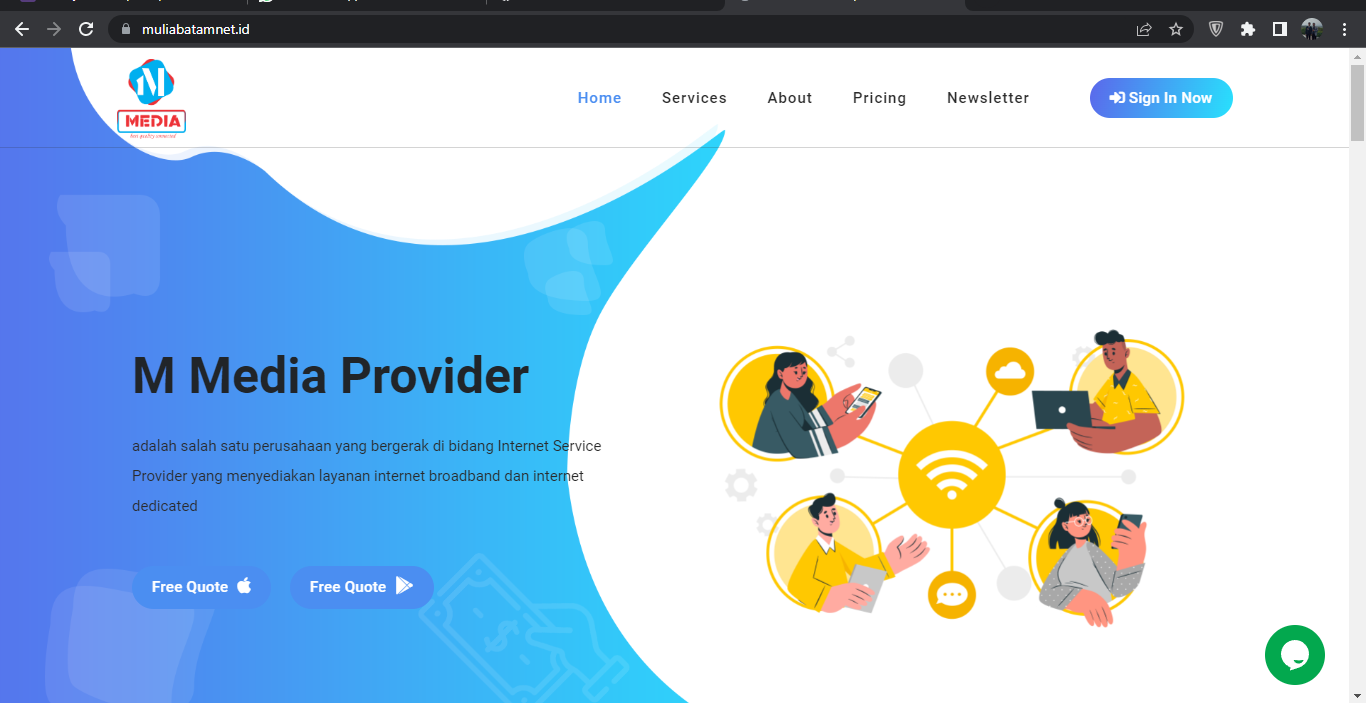 muliabatamnet.id
M
MEDIA
Home Services About Pricing Newsletter
Sign In Now
M Media Provider
adalah salah satu perusahaan yang bergerak di bidang Internet Service
Provider yang menyediakan layanan internet broadband dan internet
dedicated
Free Quote
Free Quote